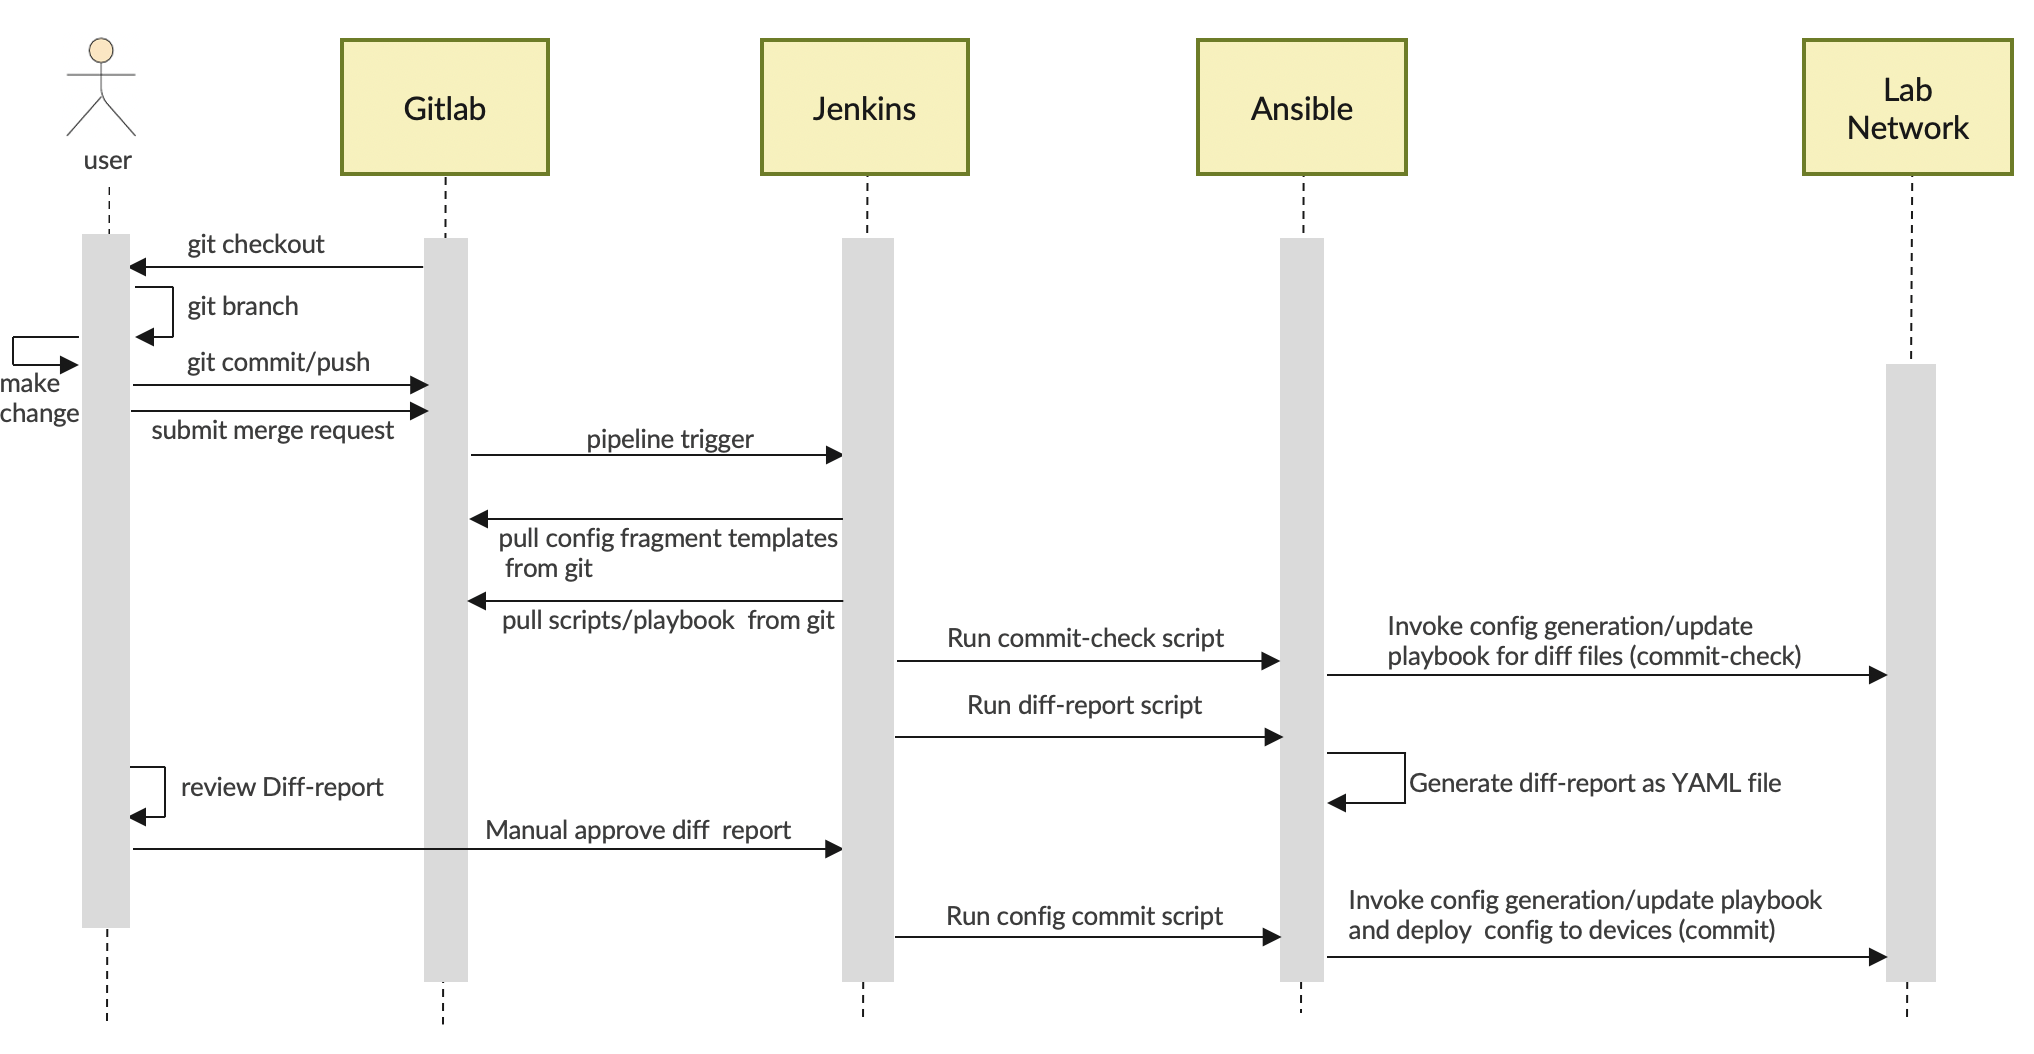 user
Gitlab
Jenkins
Ansible
Lab
Network
git checkout
git branch
make
change
git commit/push
submit merge request
pipeline trigger
pull config fragment templates
from git
pull scripts/playbook  from git
Run commit-check script
Invoke config generation/update
playbook for diff files (commit-check)
Run diff-report script
Generate diff-report as YAML file
review Diff-report
Manual approve diff  report
Run config commit script
Invoke config generation/update playbook
and deploy  config to devices (commit)